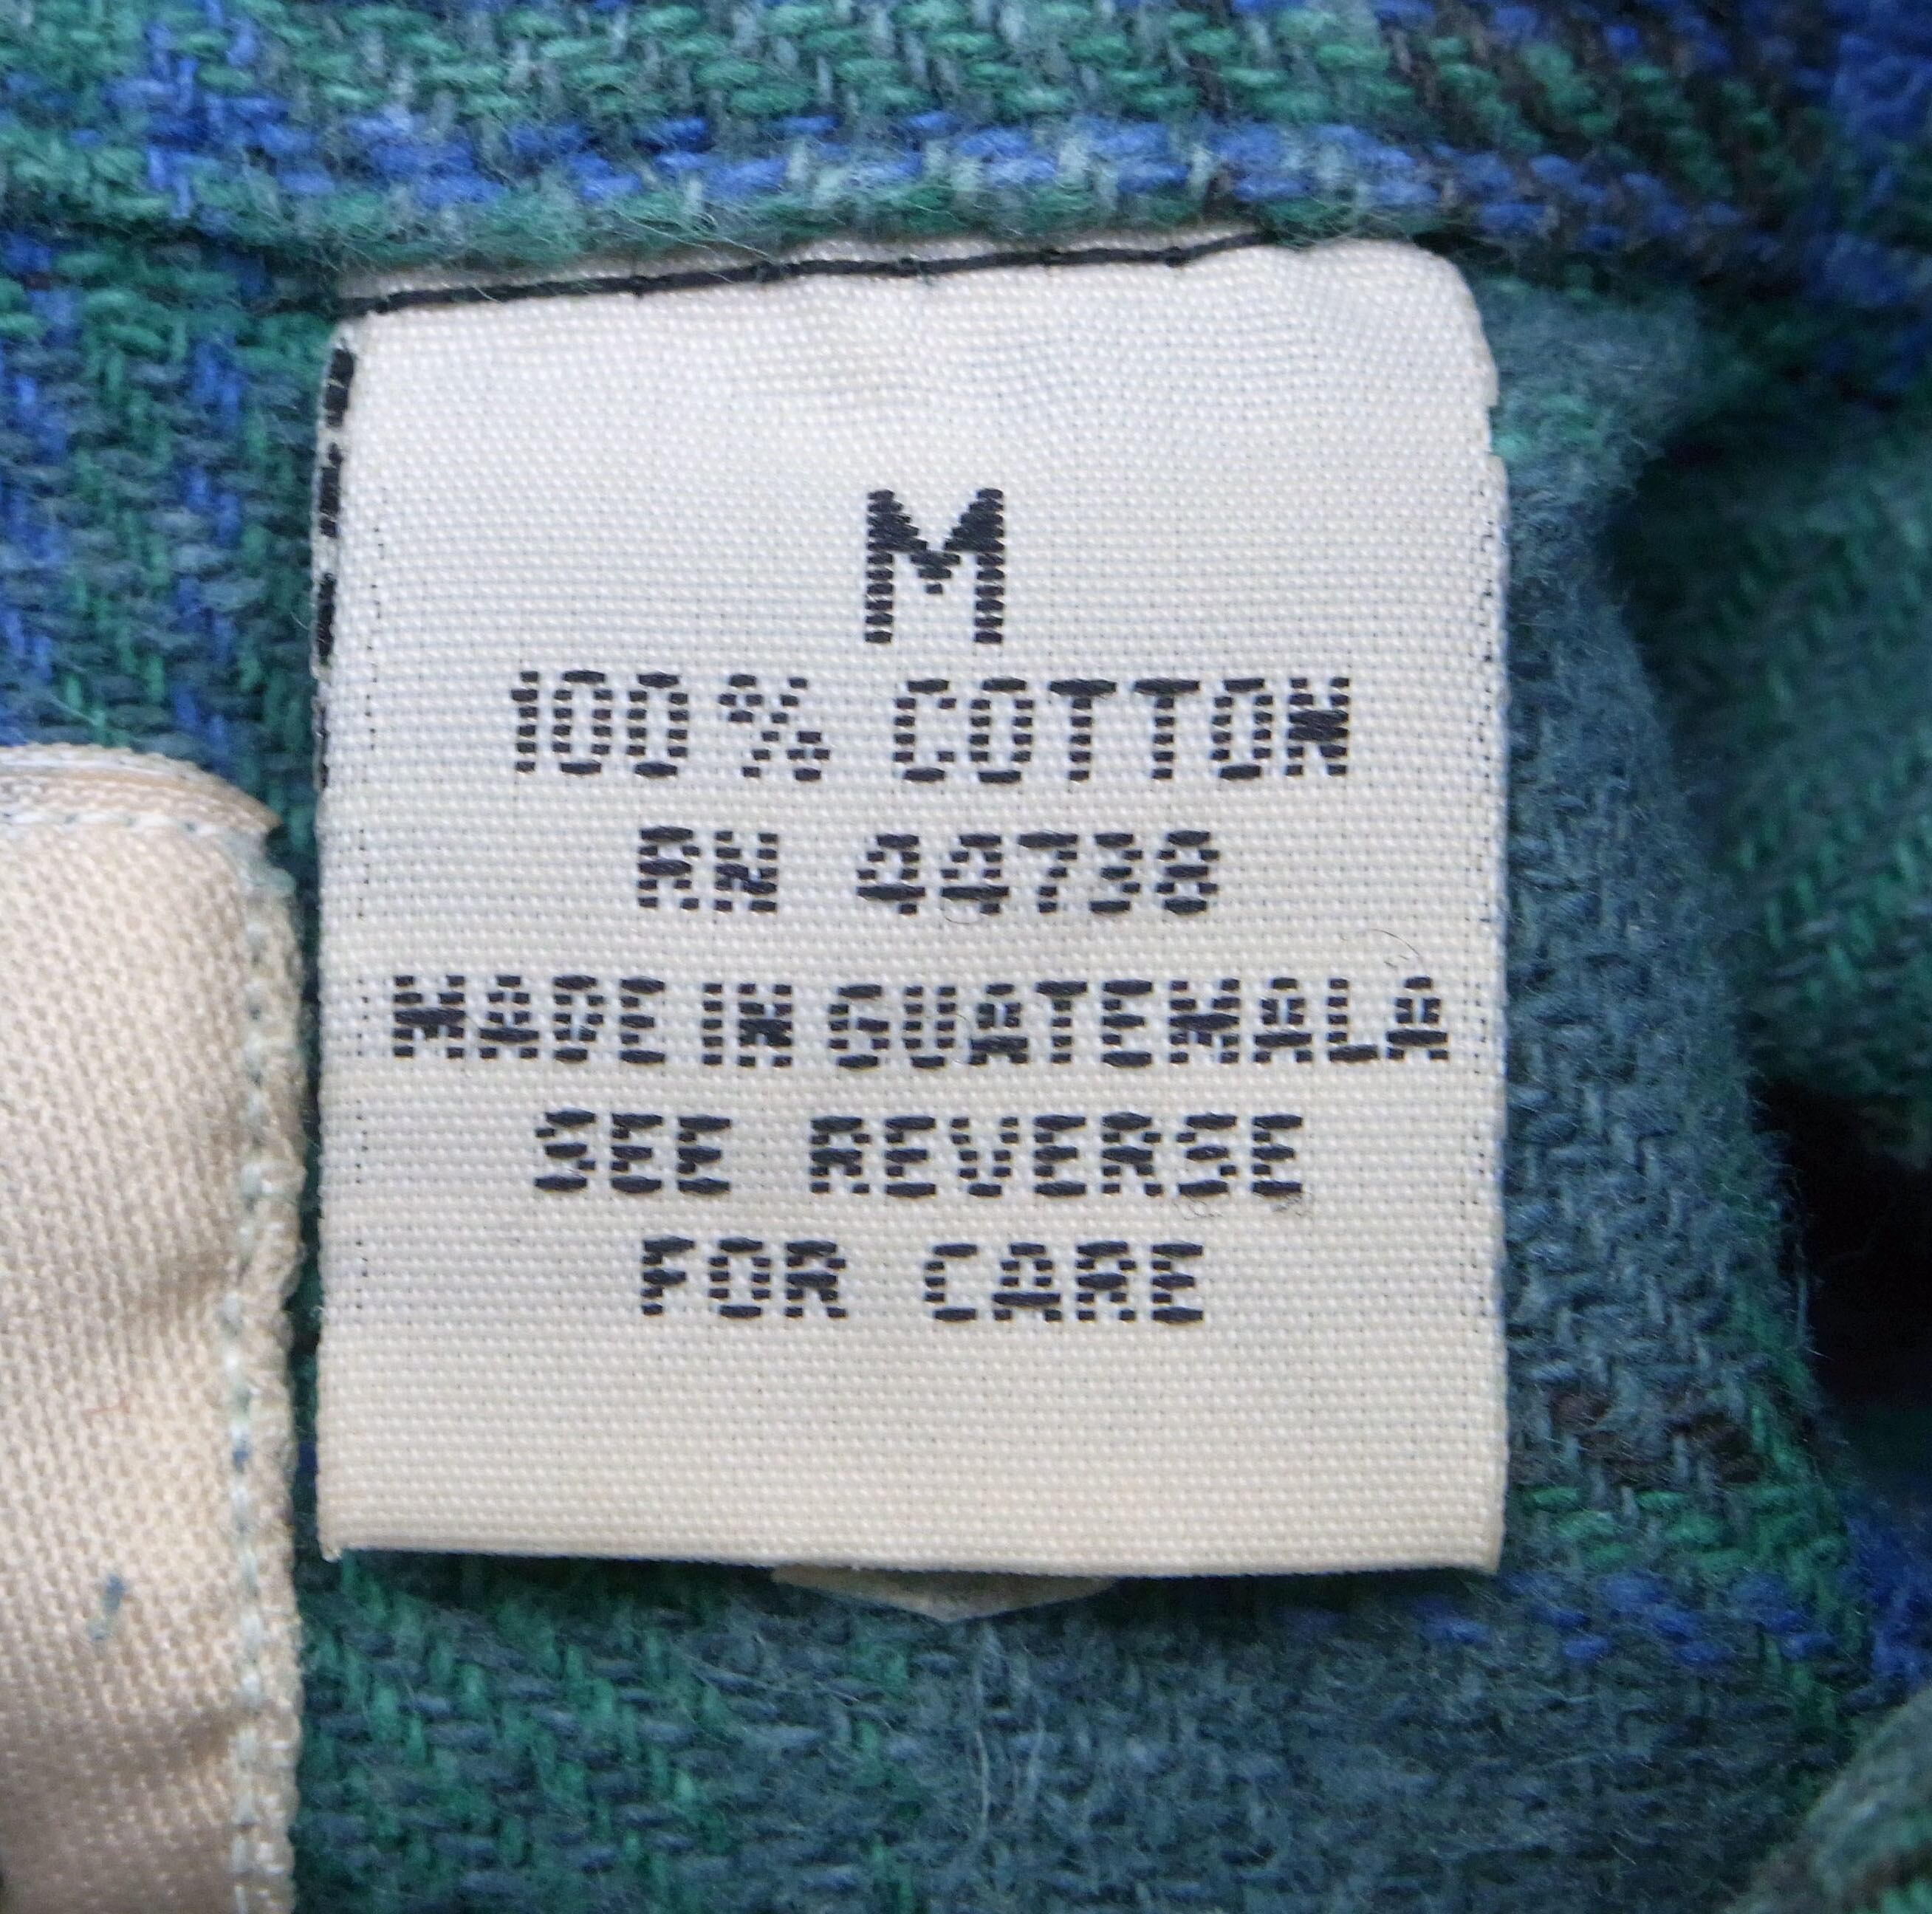 M
100% COTTON
RN 44738
MADE IN GUATEMALA
SEE REVERSE
FOR CARE